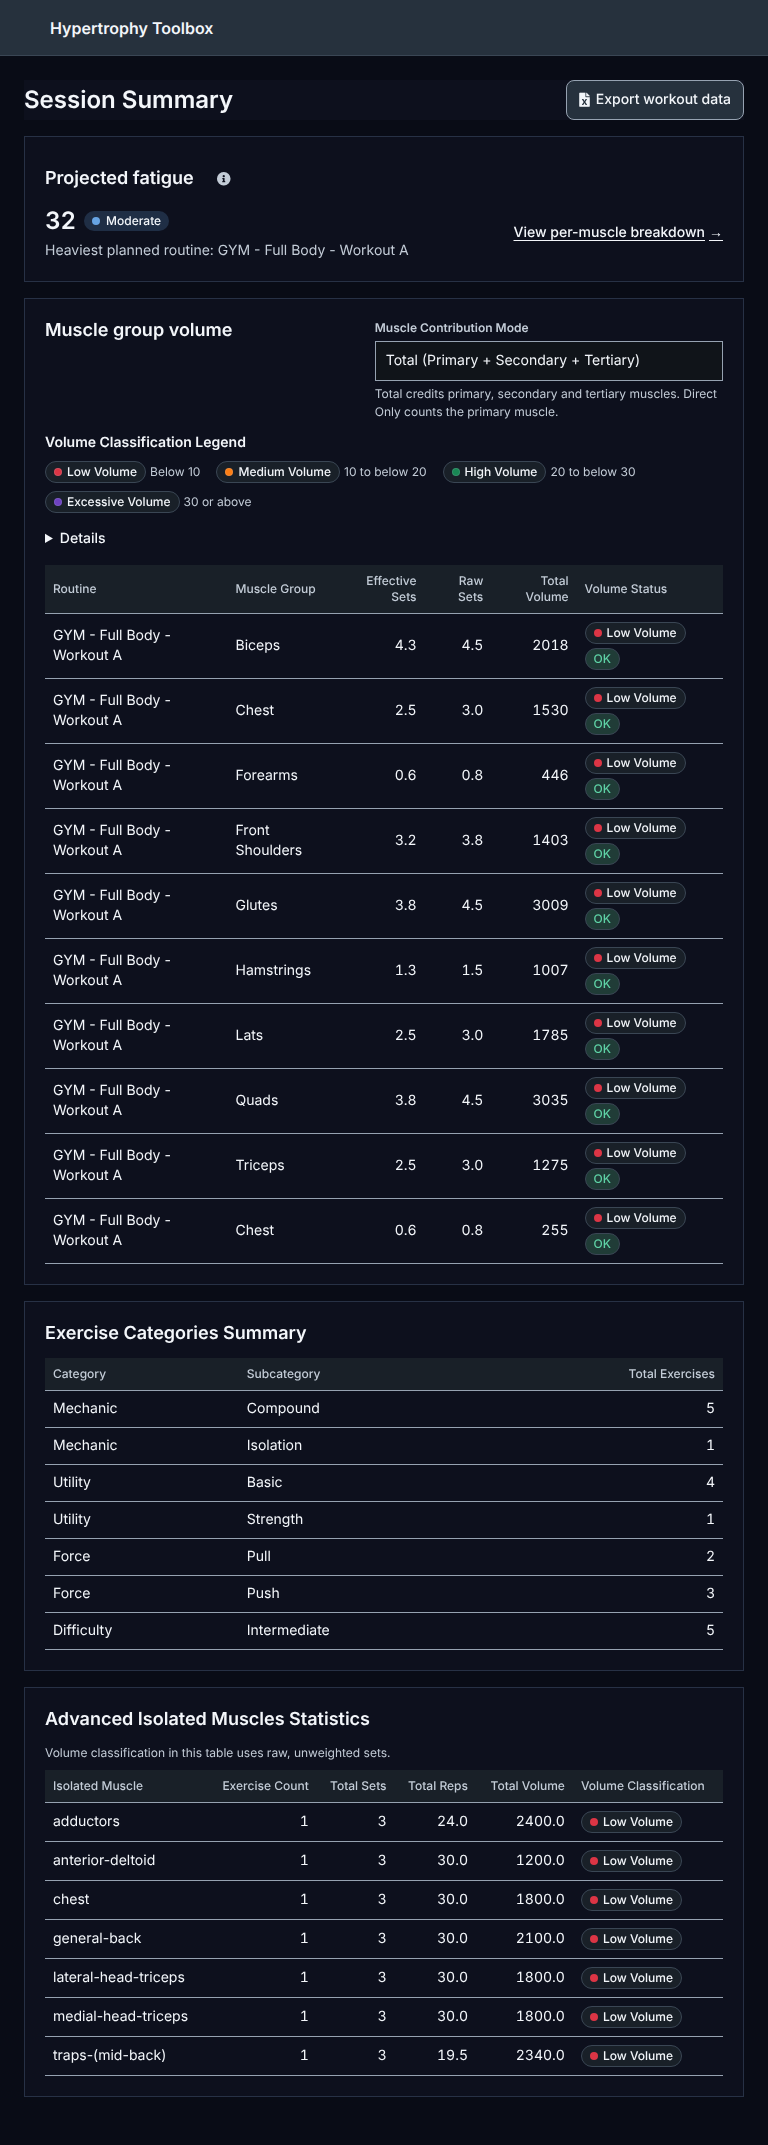 Hypertrophy Toolbox
Session Summary
Export workout data
Projected fatigue
32 Moderate
Heaviest planned routine: GYM - Full Body - Workout A
View per-muscle breakdown →
Muscle group volume
Muscle Contribution Mode
Total (Primary + Secondary + Tertiary)
Total credits primary, secondary and tertiary muscles. Direct
Only counts the primary muscle.
Volume Classification Legend
Low Volume Below 10 Medium Volume 10 to below 20 High Volume 20 to below 30
Excessive Volume 30 or above
Details
Routine Muscle Group Effective Sets Raw Sets Total Volume Volume Status
GYM - Full Body - Workout A Biceps 4.3 4.5 2018 Low Volume OK
GYM - Full Body - Workout A Chest 2.5 3.0 1530 Low Volume OK
GYM - Full Body - Workout A Forearms 0.6 0.8 446 Low Volume OK
GYM - Full Body - Workout A Front Shoulders 3.2 3.8 1403 Low Volume OK
GYM - Full Body - Workout A Glutes 3.8 4.5 3009 Low Volume OK
GYM - Full Body - Workout A Hamstrings 1.3 1.5 1007 Low Volume OK
GYM - Full Body - Workout A Lats 2.5 3.0 1785 Low Volume OK
GYM - Full Body - Workout A Quads 3.8 4.5 3035 Low Volume OK
GYM - Full Body - Workout A Triceps 2.5 3.0 1275 Low Volume OK
GYM - Full Body - Workout A Chest 0.6 0.8 255 Low Volume OK
Exercise Categories Summary
Category Subcategory Total Exercises
Mechanic Compound 5
Mechanic Isolation 1
Utility Basic 4
Utility Strength 1
Force Pull 2
Force Push 3
Difficulty Intermediate 5
Advanced Isolated Muscles Statistics
Volume classification in this table uses raw, unweighted sets.
Isolated Muscle Exercise Count Total Sets Total Reps Total Volume Volume Classification
adductors 1 3 24.0 2400.0 Low Volume
anterior-deltoid 1 3 30.0 1200.0 Low Volume
chest 1 3 30.0 1800.0 Low Volume
general-back 1 3 30.0 2100.0 Low Volume
lateral-head-triceps 1 3 30.0 1800.0 Low Volume
medial-head-triceps 1 3 30.0 1800.0 Low Volume
traps-(mid-back) 1 3 19.5 2340.0 Low Volume